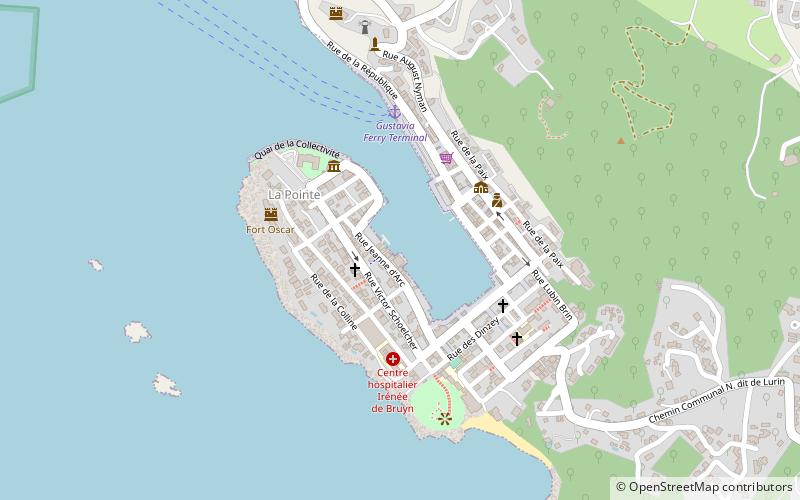 Rue de la République
Rue August Nyman
Gustavia
Ferry Terminal
Rue de la Paix
Quai de la Collectivité
La Pointe
Fort Oscar
Rue de la Paix
Rue Jeanne d'Arc
Rue Lubin Brin
Rue de la Colline
Rue Victor Schoelcher
Rue des Dinzey
Centre
hospitalier
Irénée
de Bruyn
Chemin Communal N. dit de Lurin
© OpenStreetMap contributors